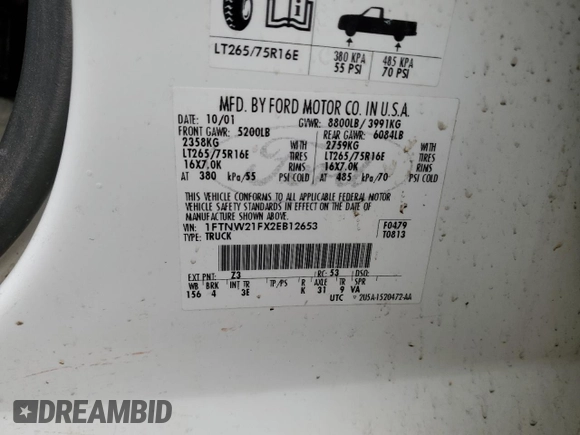 LT265/75R16E
380 KPA
55 PSI
485 KPA
70 PSI
MFD. BY FORD MOTOR CO. IN U.S.A.
DATE: 10/01 GVWR: 8800LB/ 3991KG
FRONT GAWR: 5200LB REAR GAWR: 6084LB
2358KG WITH 2759KG WITH
LT265/75R16E TIRES LT265/75R16E TIRES
16X7.0K RIMS 16X7.0K RIMS
AT 380 kPa/55 PSI COLD AT 485 kPa/70 PSI COLD
THIS VEHICLE CONFORMS TO ALL APPLICABLE FEDERAL MOTOR
VEHICLE SAFETY STANDARDS IN EFFECT ON THE DATE OF
MANUFACTURE SHOWN ABOVE.
VIN: 1FTNW21FX2EB12653 F0479
TYPE: TRUCK T0813
EXT PNT: Z3 RC: 53 DSO:
WB BRK INT TR TP/PS R AXLE TR SPR
156 4 3E K 31 9 VA
UTC 2U5A-1520472-AA
Ford
DREAMBID